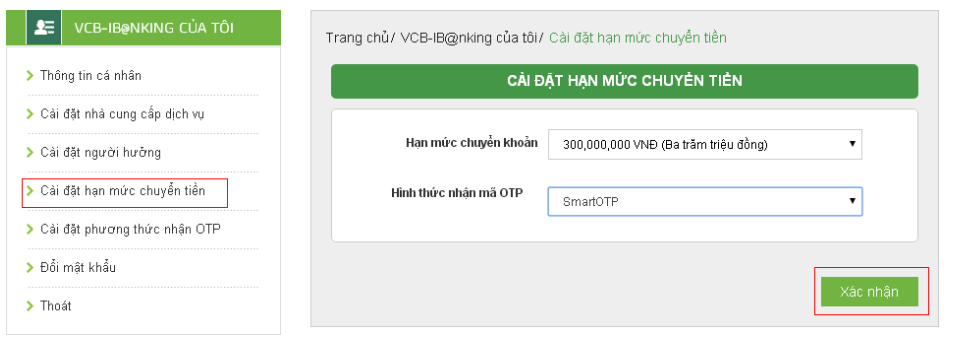 VCB-IB@NKING CỦA TÔI
Thông tin cá nhân
Cài đặt nhà cung cấp dịch vụ
Cài đặt người hưởng
Cài đặt hạn mức chuyển tiền
Cài đặt phương thức nhận OTP
Đổi mật khẩu
Thoát
Trang chủ/ VCB-IB@nking của tôi/ Cài đặt hạn mức chuyển tiền
CÀI ĐẶT HẠN MỨC CHUYỂN TIỀN
Hạn mức chuyển khoản 300,000,000 VNĐ (Ba trăm triệu đồng)
Hình thức nhận mã OTP SmartOTP
Xác nhận